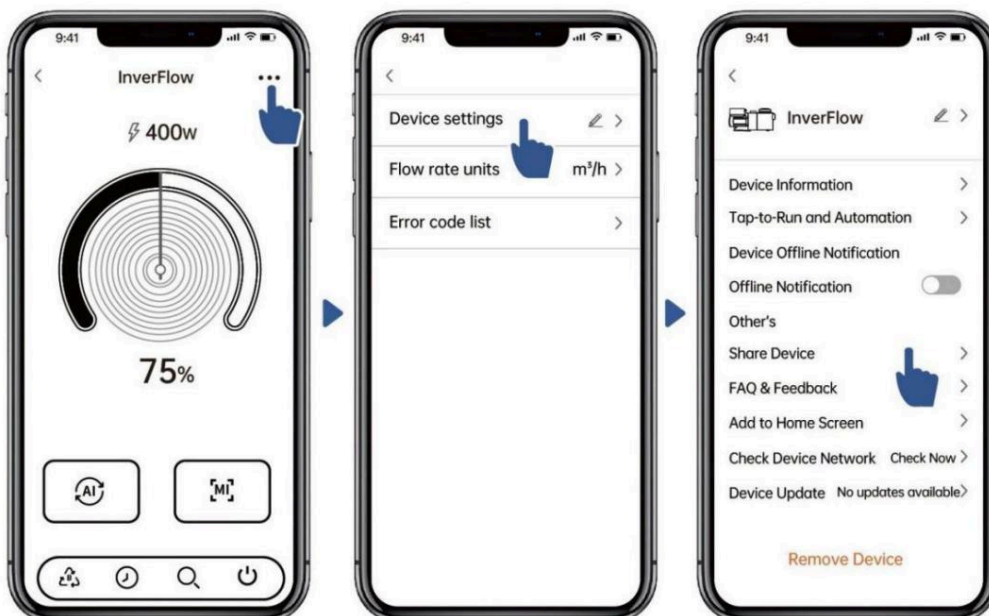 9:41
InverFlow
400w
75%
AI
MI
9:41
Device settings
Flow rate units m³/h
Error code list
9:41
InverFlow
Device Information
Tap-to-Run and Automation
Device Offline Notification
Offline Notification
Other's
Share Device
FAQ & Feedback
Add to Home Screen
Check Device Network Check Now
Device Update No updates available
Remove Device